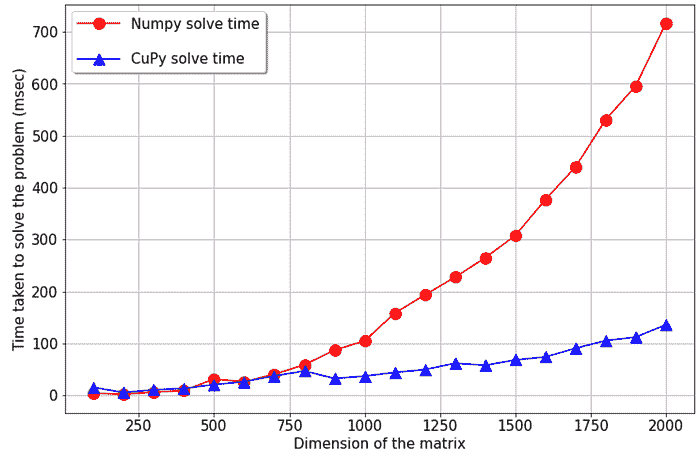 Numpy solve time
CuPy solve time
Time taken to solve the problem (msec)
700
600
500
400
300
200
100
0
250 500 750 1000 1250 1500 1750 2000
Dimension of the matrix